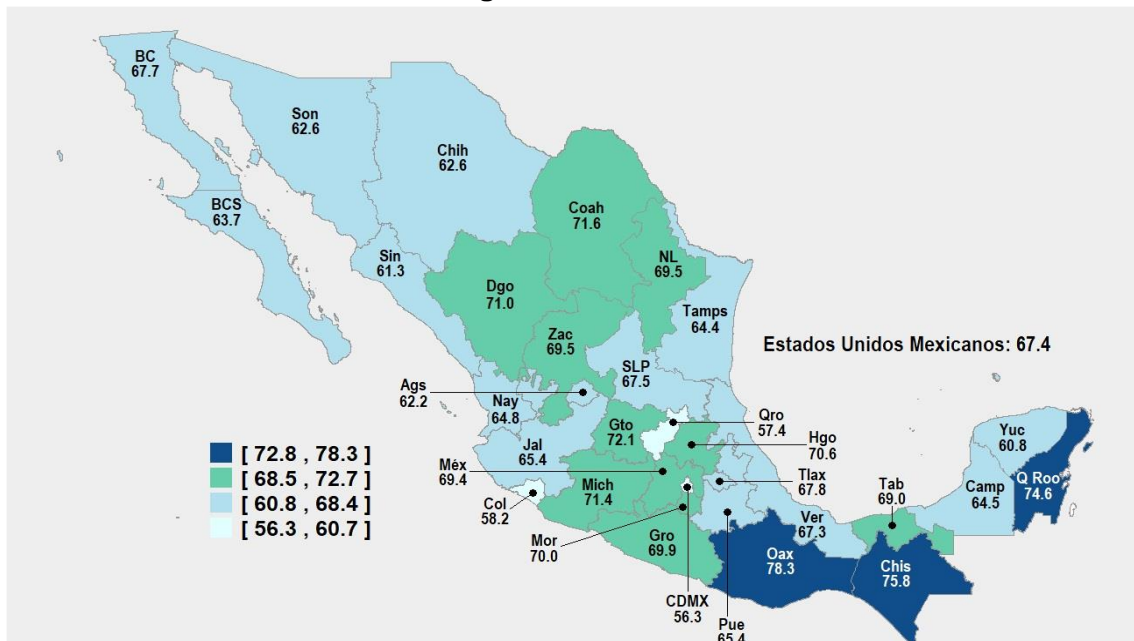 BC
67.7
Son
62.6
Chih
62.6
BCS
63.7
Coah
71.6
NL
69.5
Sin
61.3
Dgo
71.0
Tamps
64.4
Zac
69.5
Estados Unidos Mexicanos: 67.4
SLP
67.5
Ags
62.2
Nay
64.8
Qro
57.4
Gto
72.1
Hgo
70.6
Yuc
60.8
Jal
65.4
[ 72.8 , 78.3 ]
[ 68.5 , 72.7 ]
[ 60.8 , 68.4 ]
[ 56.3 , 60.7 ]
Méx
69.4
Mich
71.4
Tlax
67.8
Tab
69.0
Camp
64.5
Q Roo
74.6
Col
58.2
Ver
67.3
Mor
70.0
Gro
69.9
Oax
78.3
Chis
75.8
CDMX
56.3
Pue
65.4